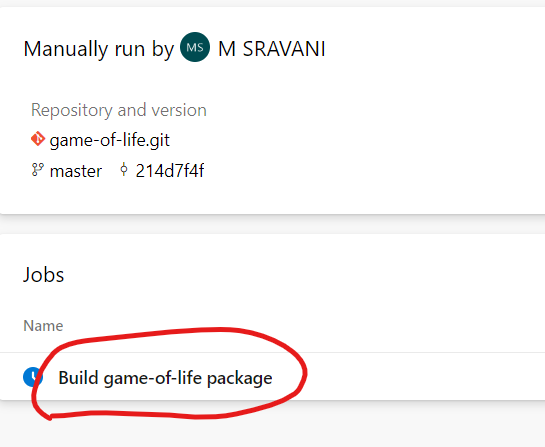 Manually run by MS M SRAVANI
Repository and version
game-of-life.git
master 214d7f4f
Jobs
Name
Build game-of-life package